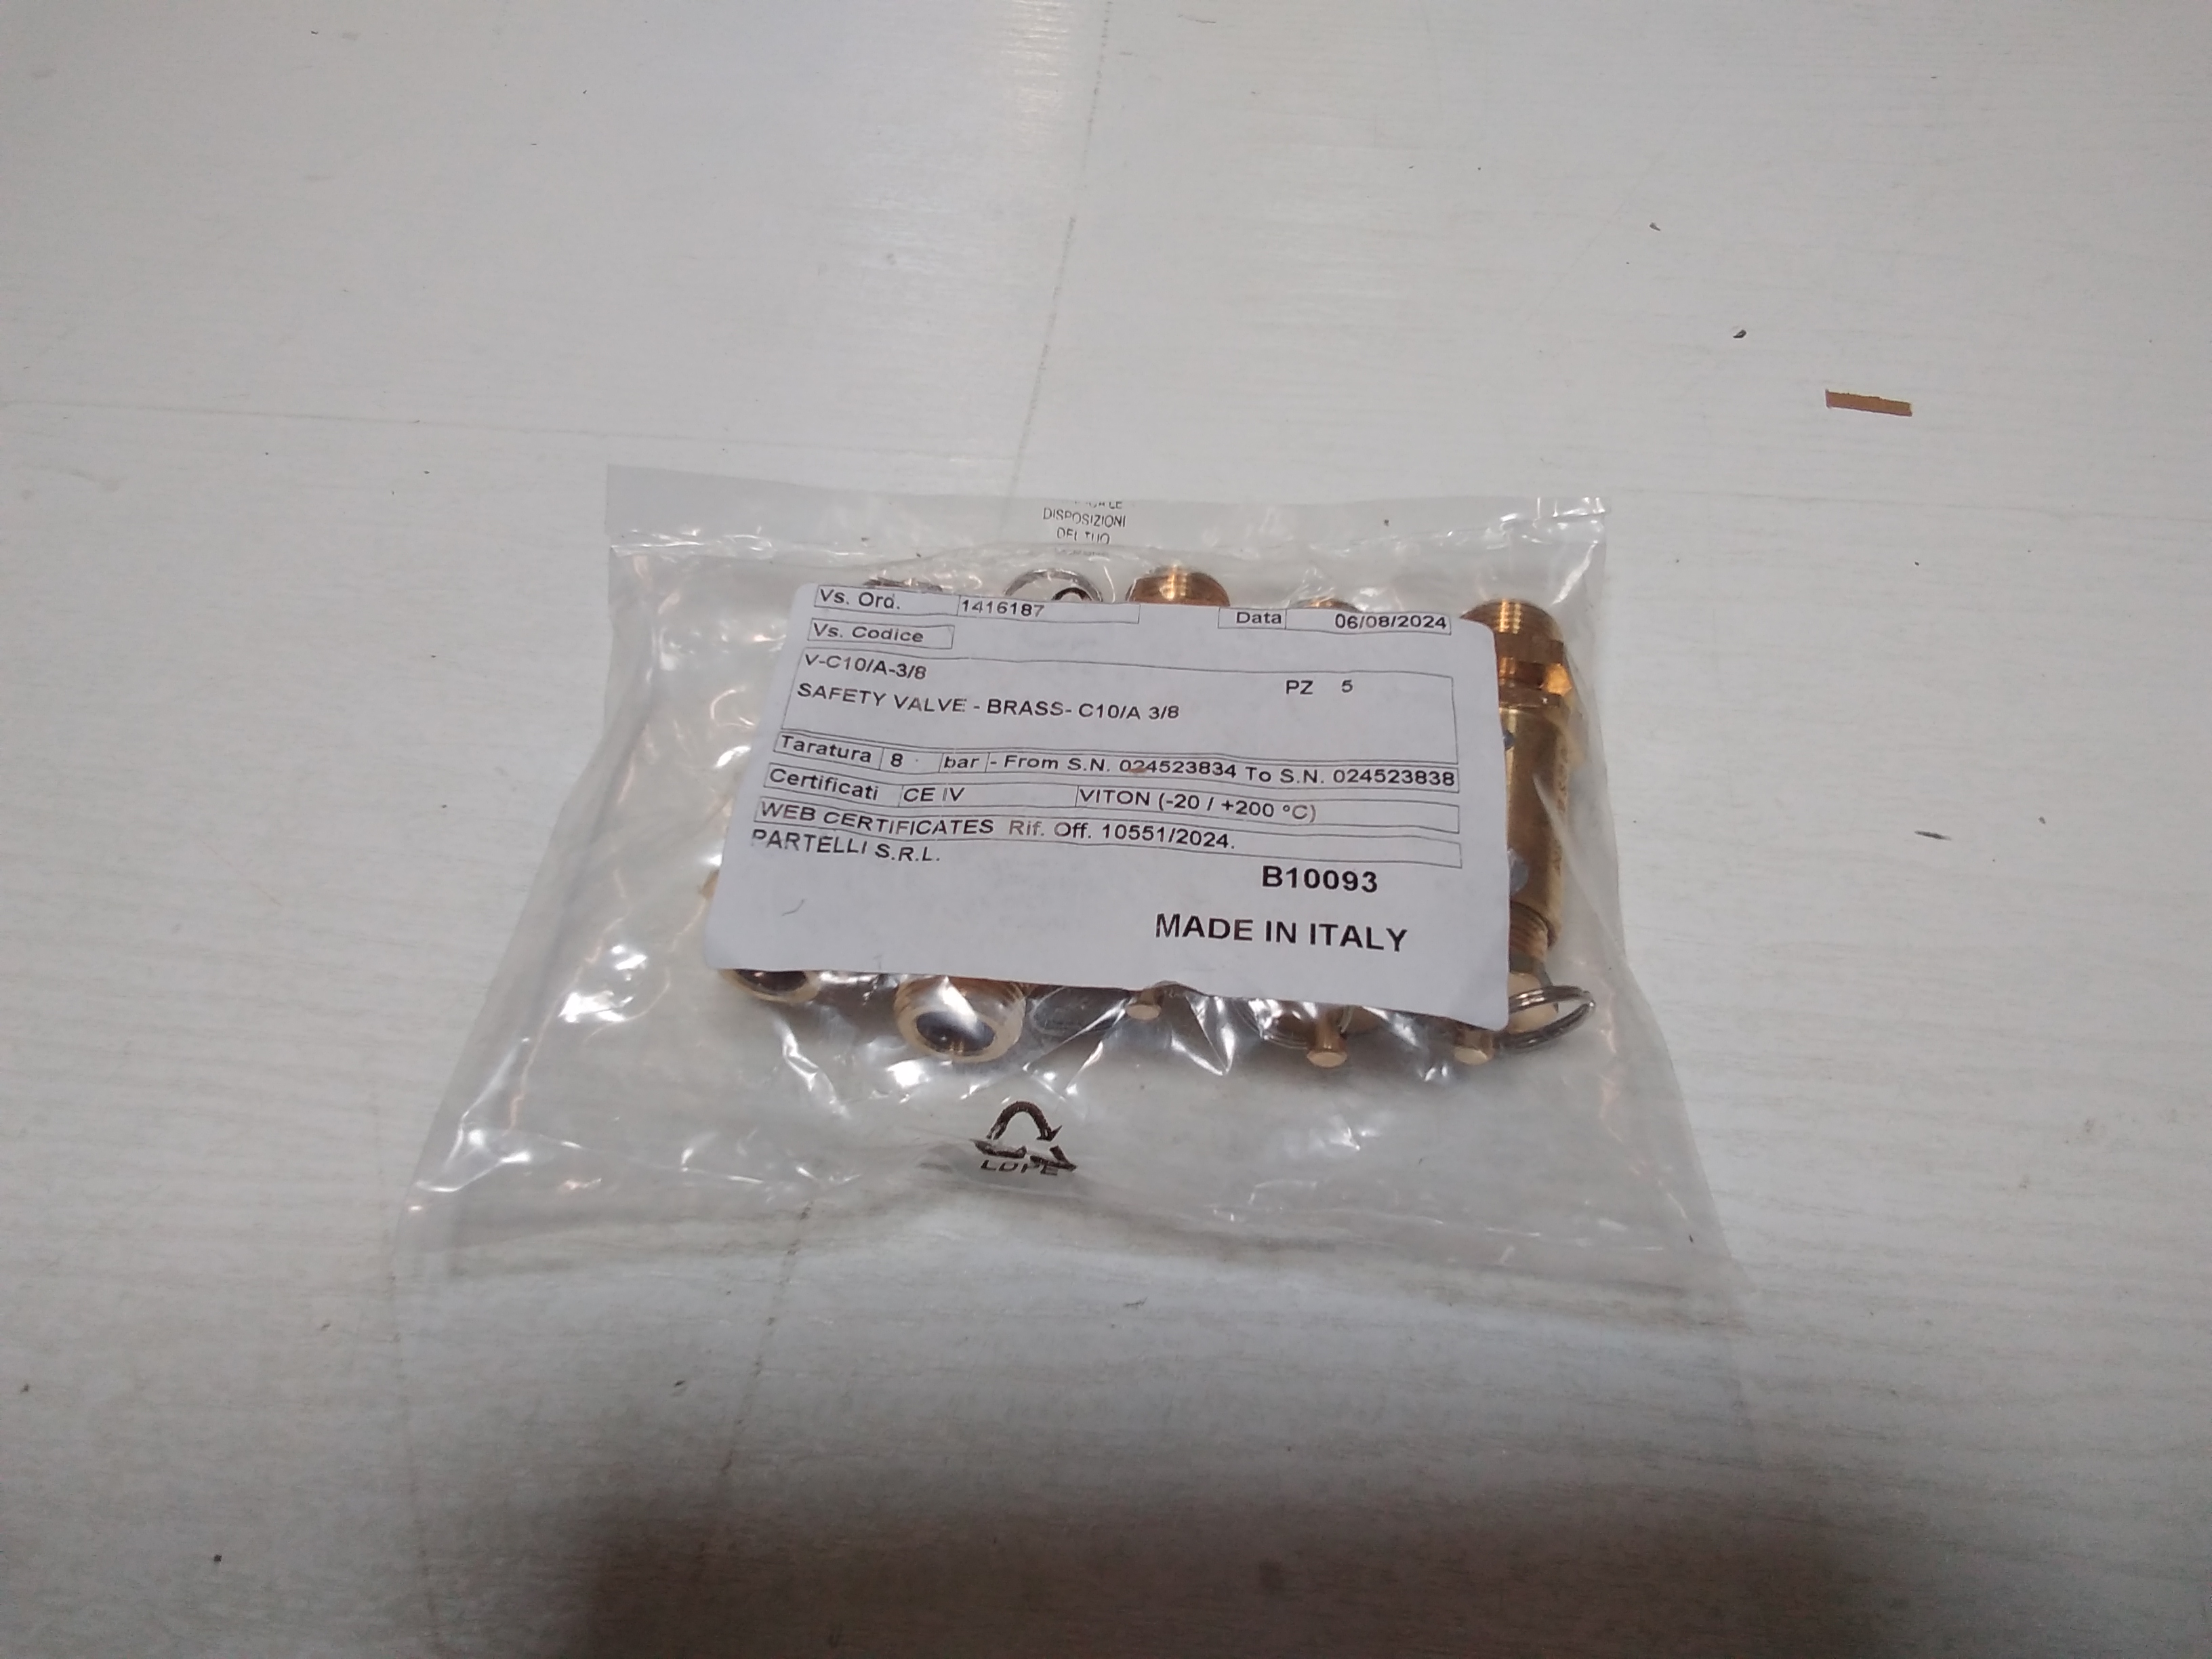 DISPOSIZIONI
DEL TUO
Vs. Ord. 1416187 Data 06/08/2024
Vs. Codice
V-C10/A-3/8 PZ 5
SAFETY VALVE - BRASS- C10/A 3/8
Taratura 8 bar - From S.N. 024523834 To S.N. 024523838
Certificati CE IV VITON (-20 / +200 °C)
WEB CERTIFICATES Rif. Off. 10551/2024.
PARTELLI S.R.L.
B10093
MADE IN ITALY
LDPE